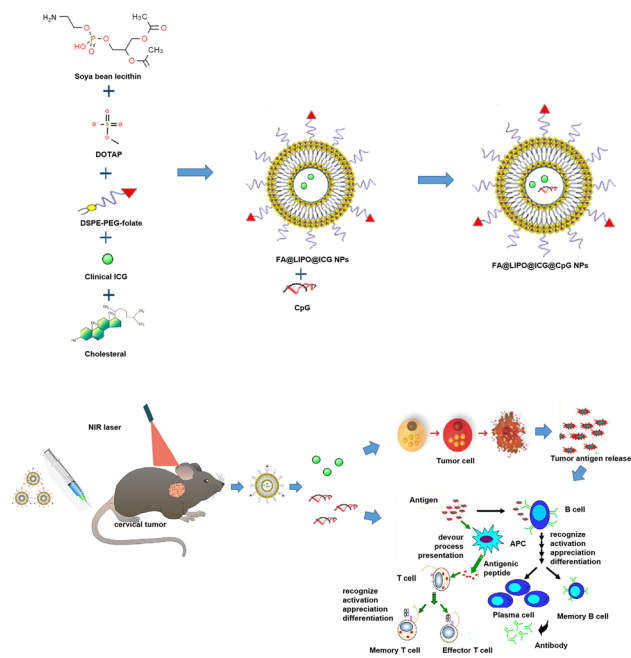 H₂N
O
O
P
HO
O
O
O
CH₃
O
CH₃
Soya bean lecithin
+
O
O⁻
S
O
O
DOTAP
+
DSPE-PEG-folate
+
Clinical ICG
+
HO
Cholesteral
FA@LIPO@ICG NPs
+
CpG
FA@LIPO@ICG@CpG NPs
NIR laser
cervical tumor
Tumor cell
Tumor antigen release
Antigen
B cell
devour
process
presentation
APC
recognize
activation
appreciation
differentiation
Antigenic
peptide
T cell
recognize
activation
appreciation
differentiation
Plasma cell
Memory B cell
Memory T cell
Effector T cell
Antibody